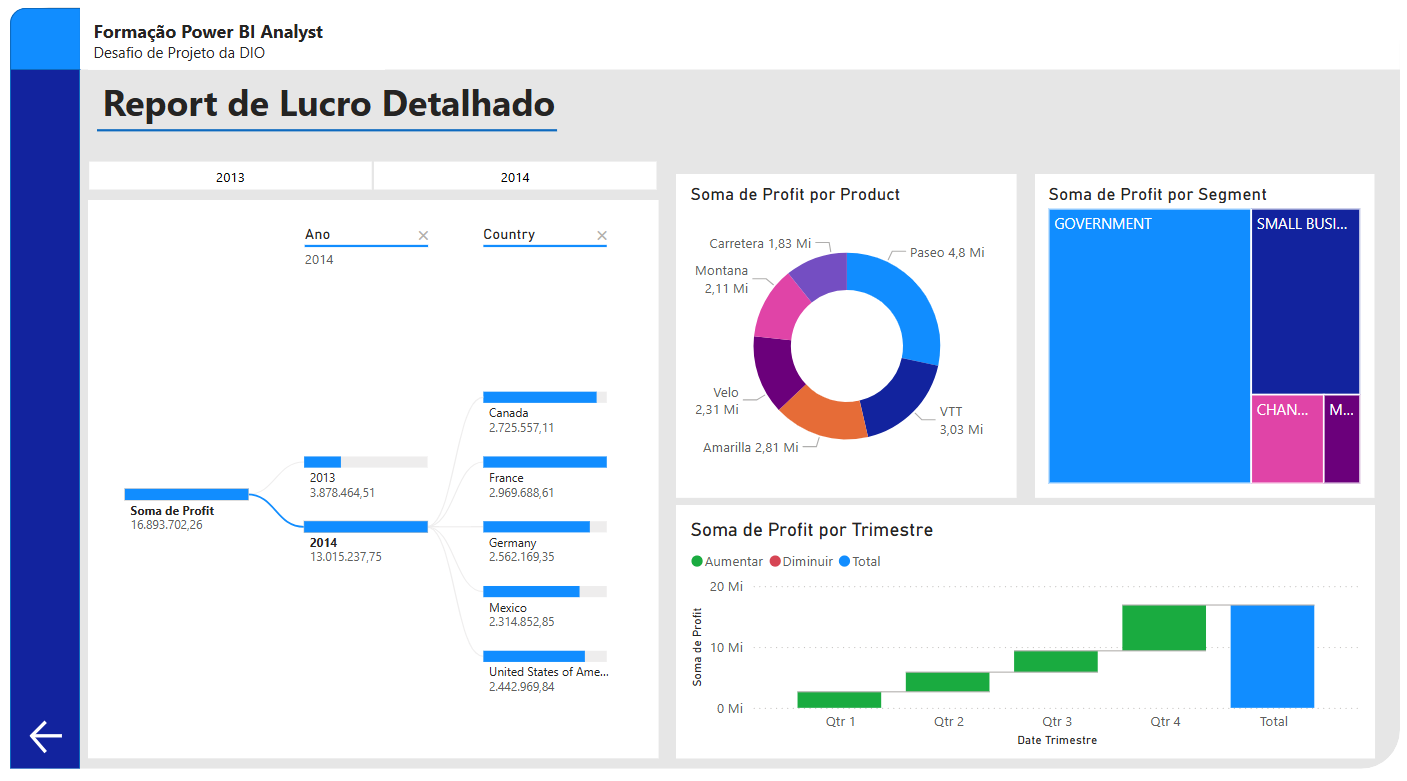 Formação Power BI Analyst
Desafio de Projeto da DIO
Report de Lucro Detalhado
2013
2014
Ano
2014
Country
Soma de Profit
16.893.702,26
2013
3.878.464,51
2014
13.015.237,75
Canada
2.725.557,11
France
2.969.688,61
Germany
2.562.169,35
Mexico
2.314.852,85
United States of Ame...
2.442.969,84
Soma de Profit por Product
Carretera 1,83 Mi
Paseo 4,8 Mi
Montana
2,11 Mi
Velo
2,31 Mi
VTT
3,03 Mi
Amarilla 2,81 Mi
Soma de Profit por Segment
GOVERNMENT
SMALL BUSI...
CHAN...
M...
Soma de Profit por Trimestre
Aumentar
Diminuir
Total
20 Mi
10 Mi
0 Mi
Soma de Profit
Qtr 1
Qtr 2
Qtr 3
Qtr 4
Total
Date Trimestre